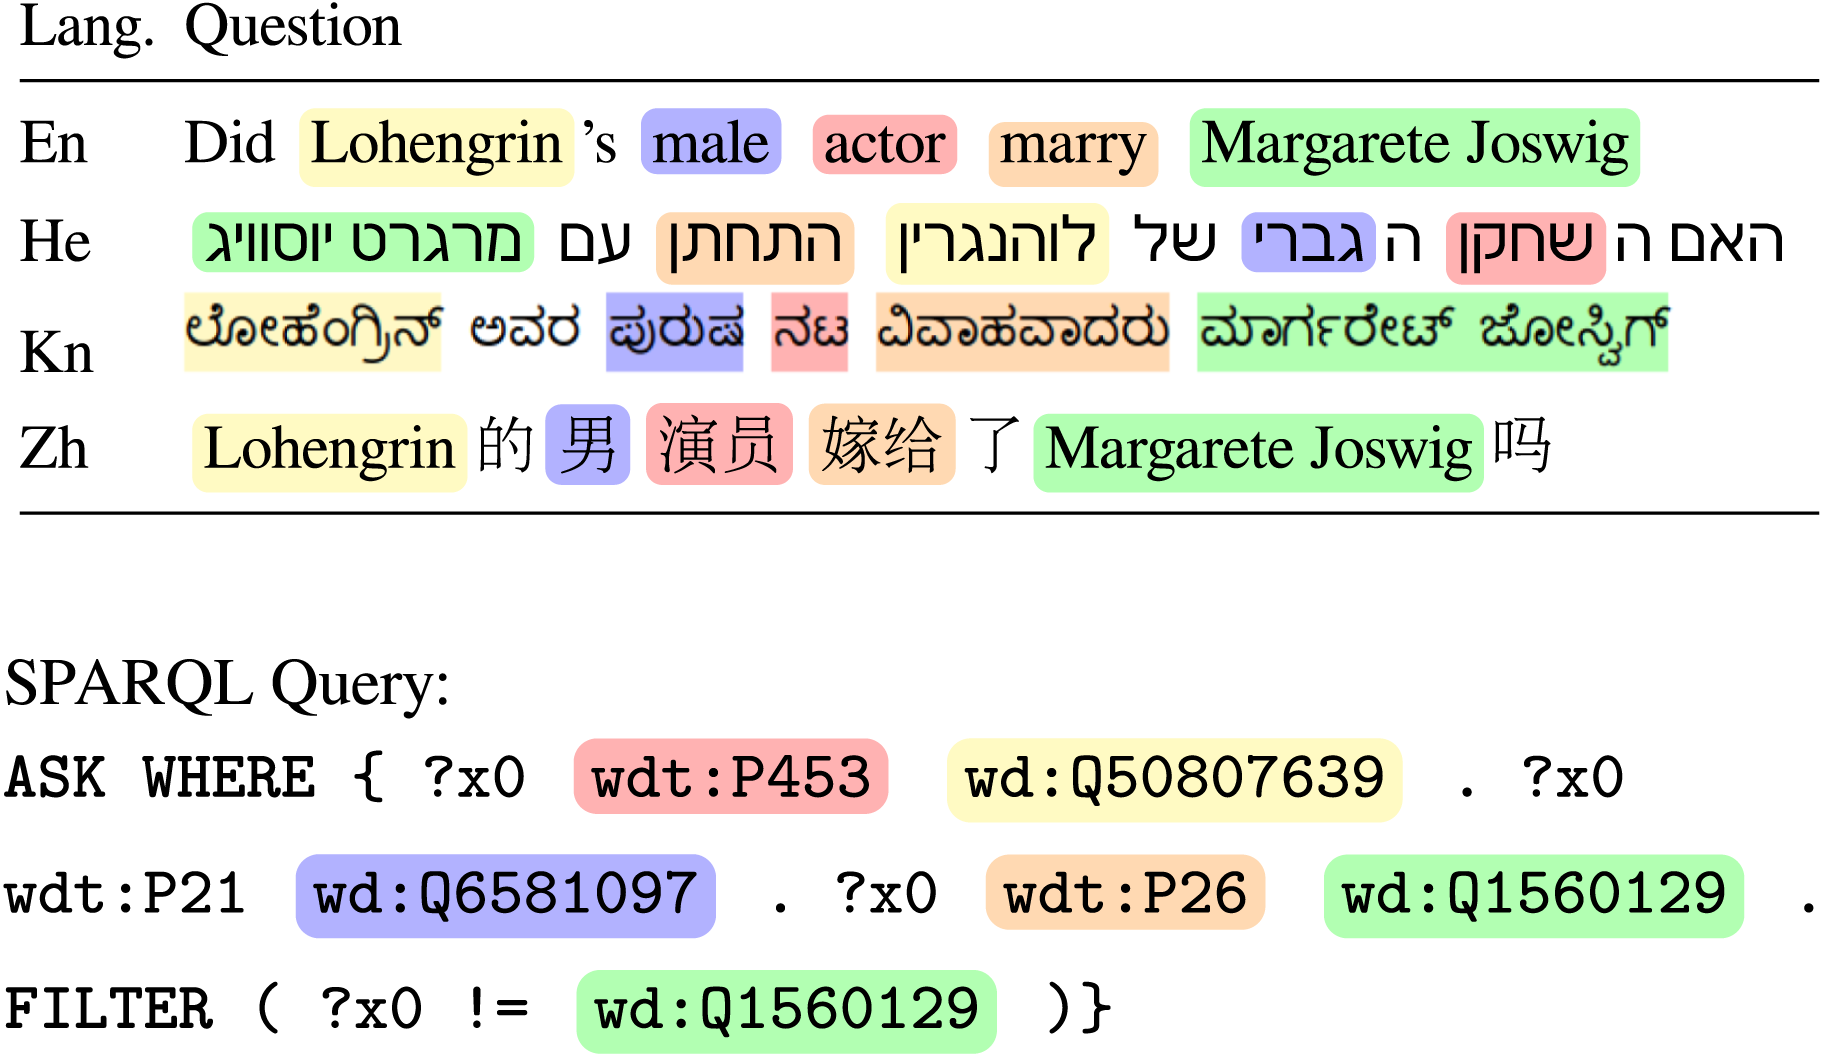 Lang. Question
En Did Lohengrin 's male actor marry Margarete Joswig
He האם ה שחקן ה גברי של לוהנגרין התחתן עם מרגרט יוסוויג
Kn ಲೋಹೆಂಗ್ರಿನ್ ಅವರ ಪುರುಷ ನಟ ವಿವಾಹವಾದರು ಮಾರ್ಗರೇಟ್ ಜೋಸ್ವಿಗ್
Zh Lohengrin 的 男 演员 嫁给 了 Margarete Joswig 吗
SPARQL Query:
ASK WHERE { ?x0 wdt:P453 wd:Q50807639 . ?x0
wdt:P21 wd:Q6581097 . ?x0 wdt:P26 wd:Q1560129 .
FILTER ( ?x0 != wd:Q1560129 )}